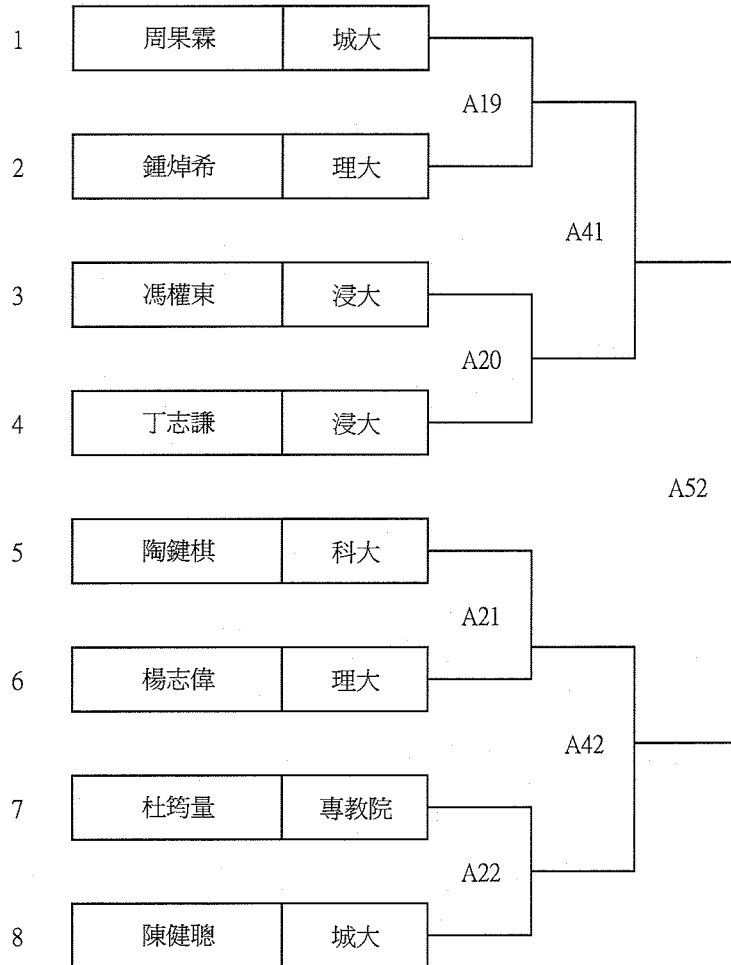 1 周果霖 城大
A19
2 鍾焯希 理大
A41
3 馮權東 浸大
A20
4 丁志謙 浸大
A52
5 陶鍵棋 科大
A21
6 楊志偉 理大
A42
7 杜筠量 專教院
A22
8 陳健聰 城大